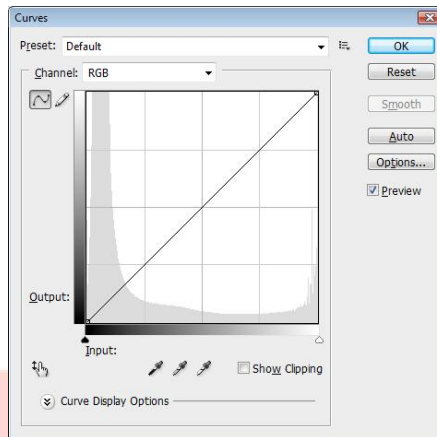 Curves
Preset: Default
OK
Channel: RGB
Reset
Smooth
Auto
Options...
Preview
Output:
Input:
Show Clipping
Curve Display Options